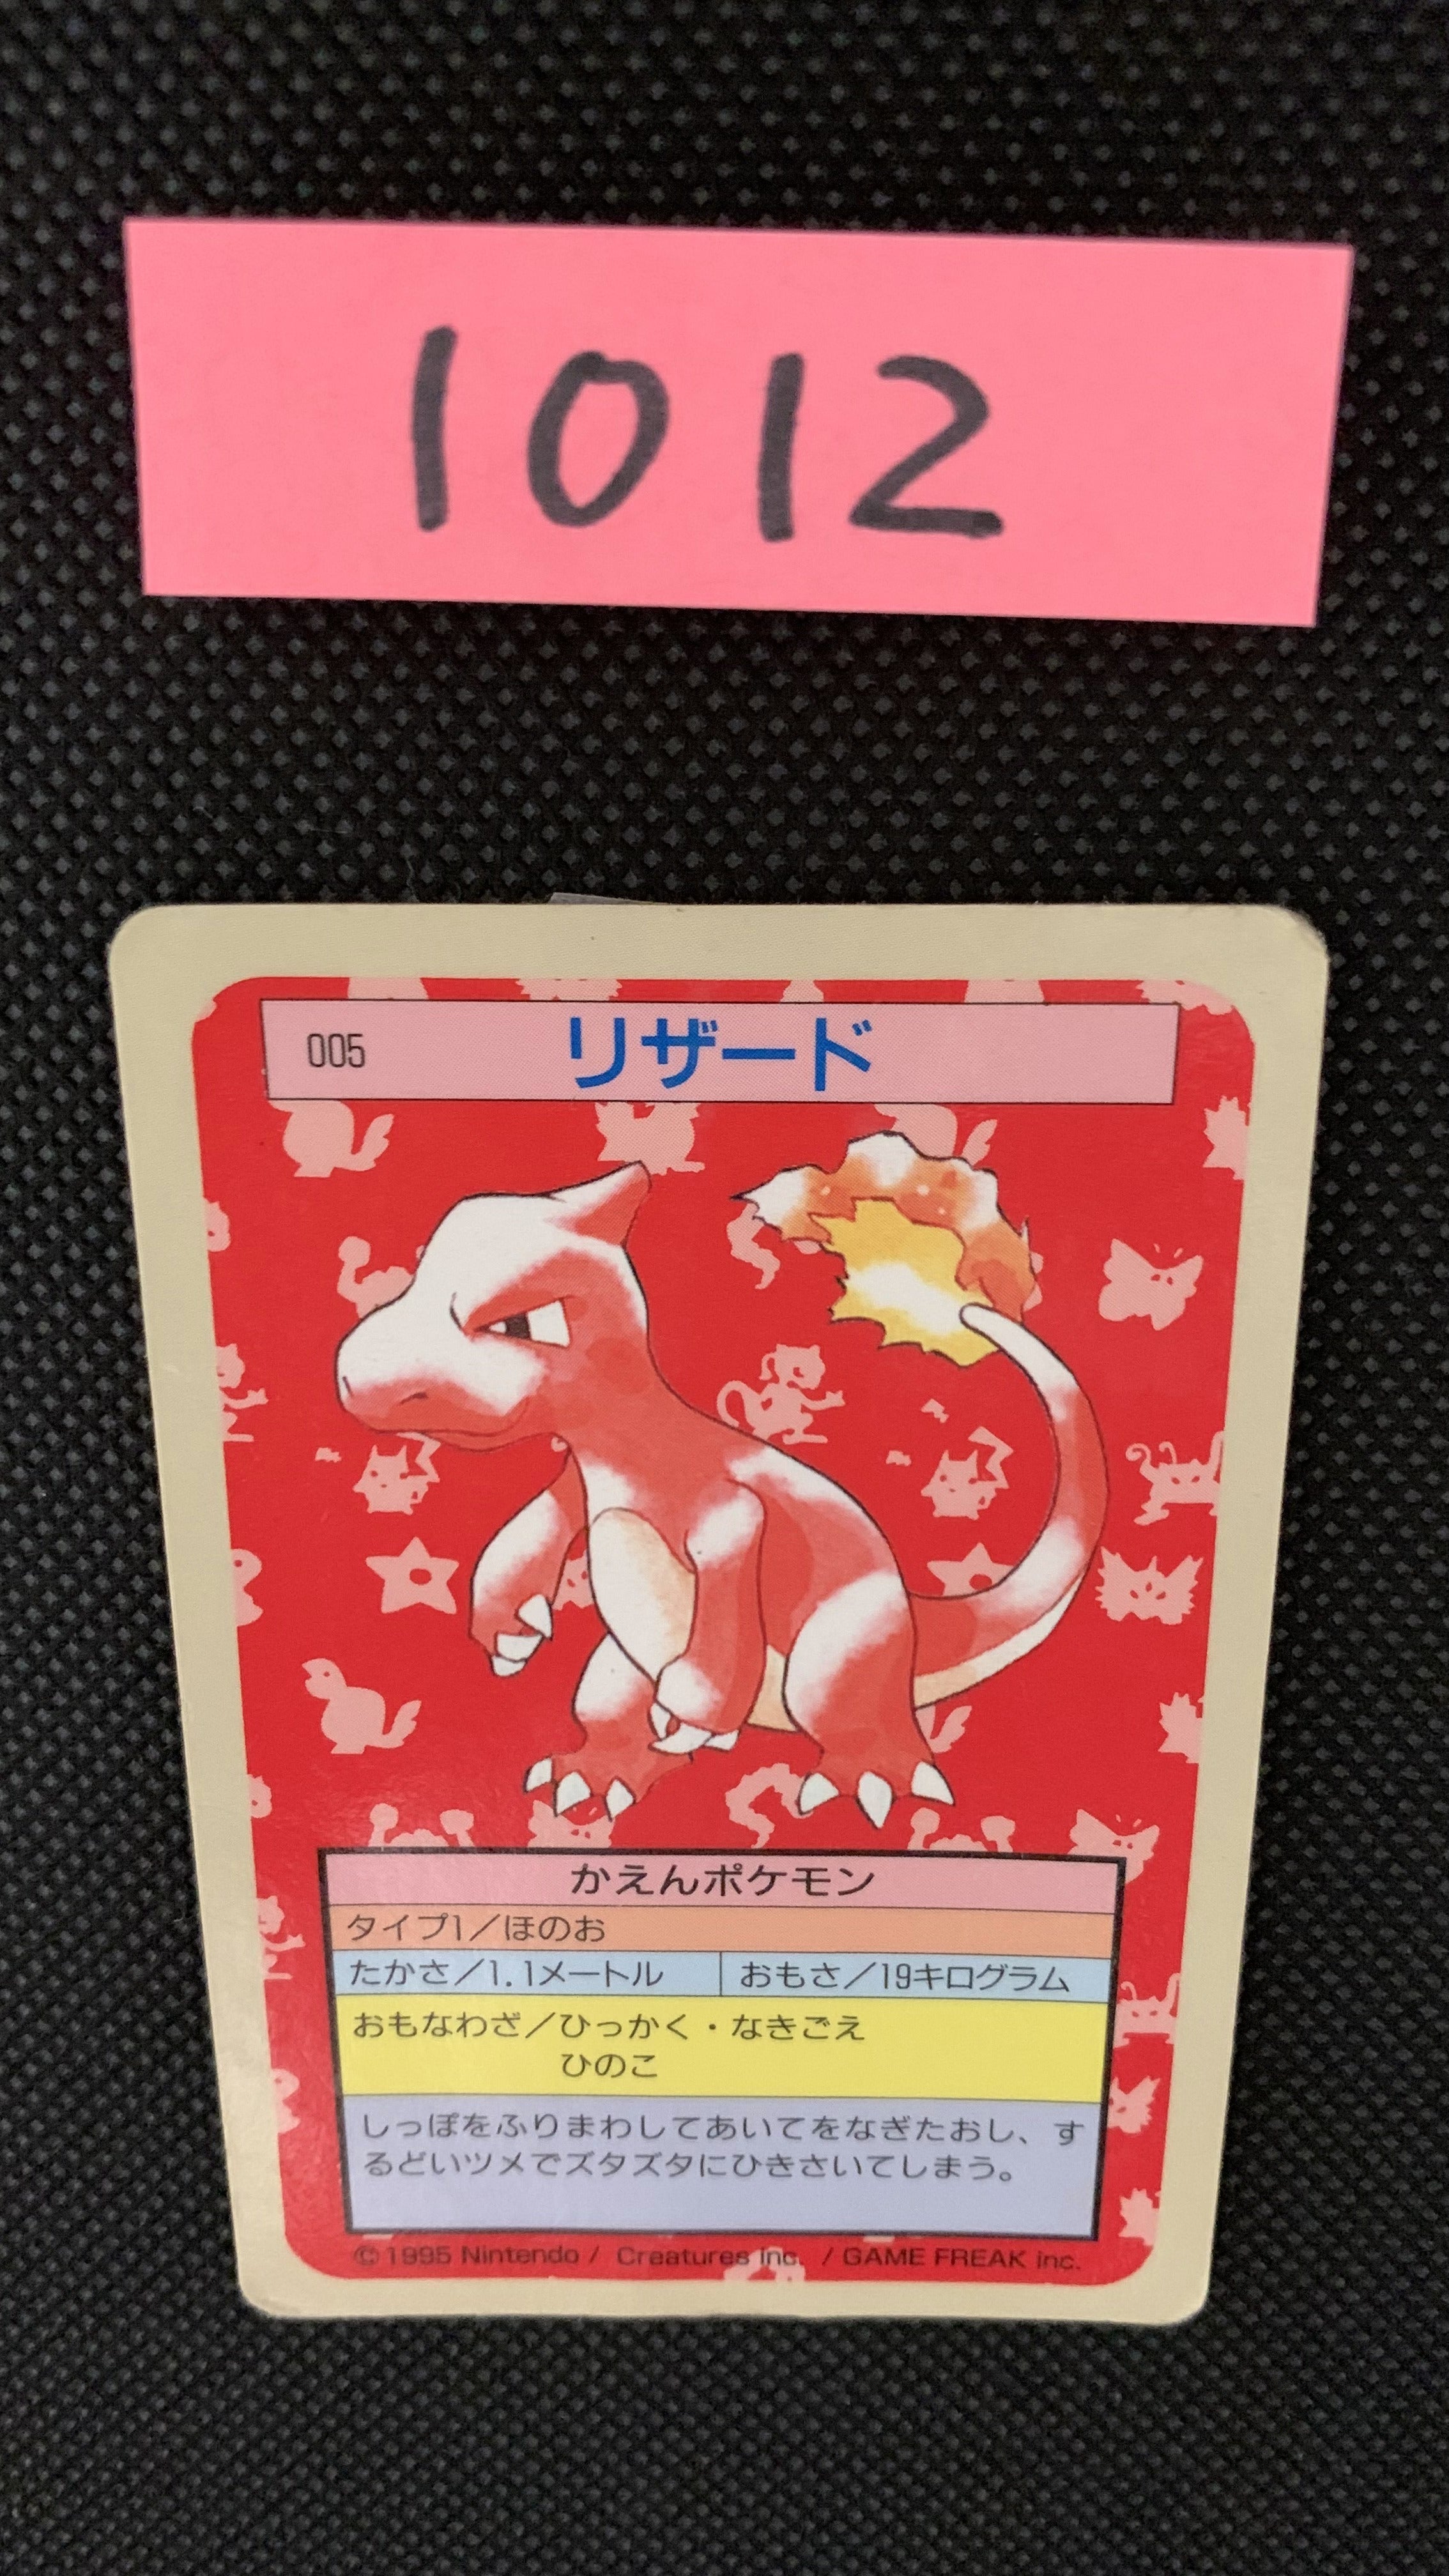 1012
005 リザード
かえんポケモン
タイプ1／ほのお
たかさ／1.1メートル おもさ／19キログラム
おもなわざ／ひっかく・なきごえ
ひのこ
しっぽをふりまわしてあいてをなぎたおし、す
るどいツメでズタズタにひきさいてしまう。
© 1995 Nintendo / Creatures inc. / GAME FREAK inc.